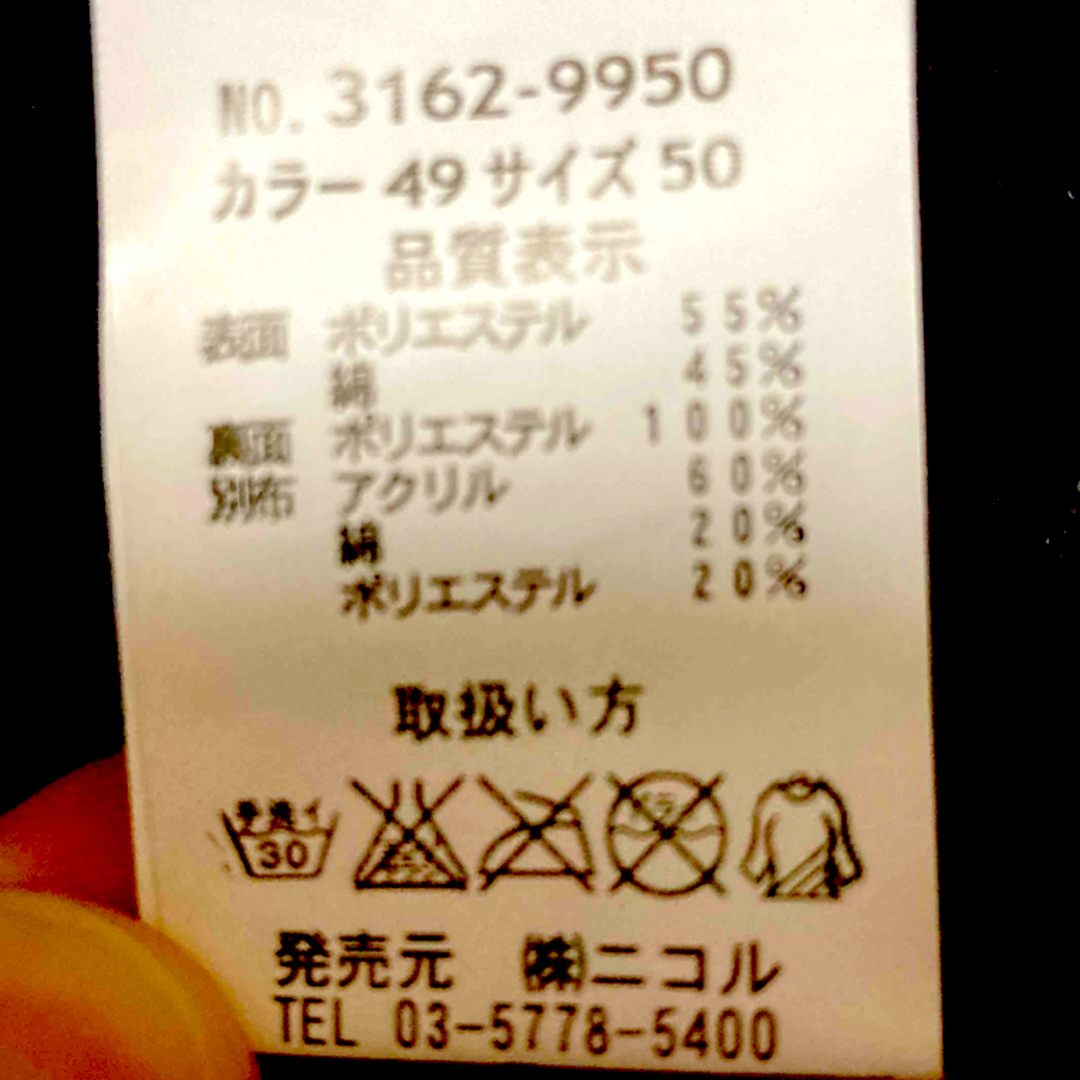 NO. 3162-9950
カラー 49 サイズ 50
品質表示
表面 ポリエステル 55%
綿 45%
裏面 ポリエステル 100%
別布 アクリル 60%
綿 20%
ポリエステル 20%
取扱い方
手洗イ
30
発売元 ㈱ニコル
TEL 03-5778-5400